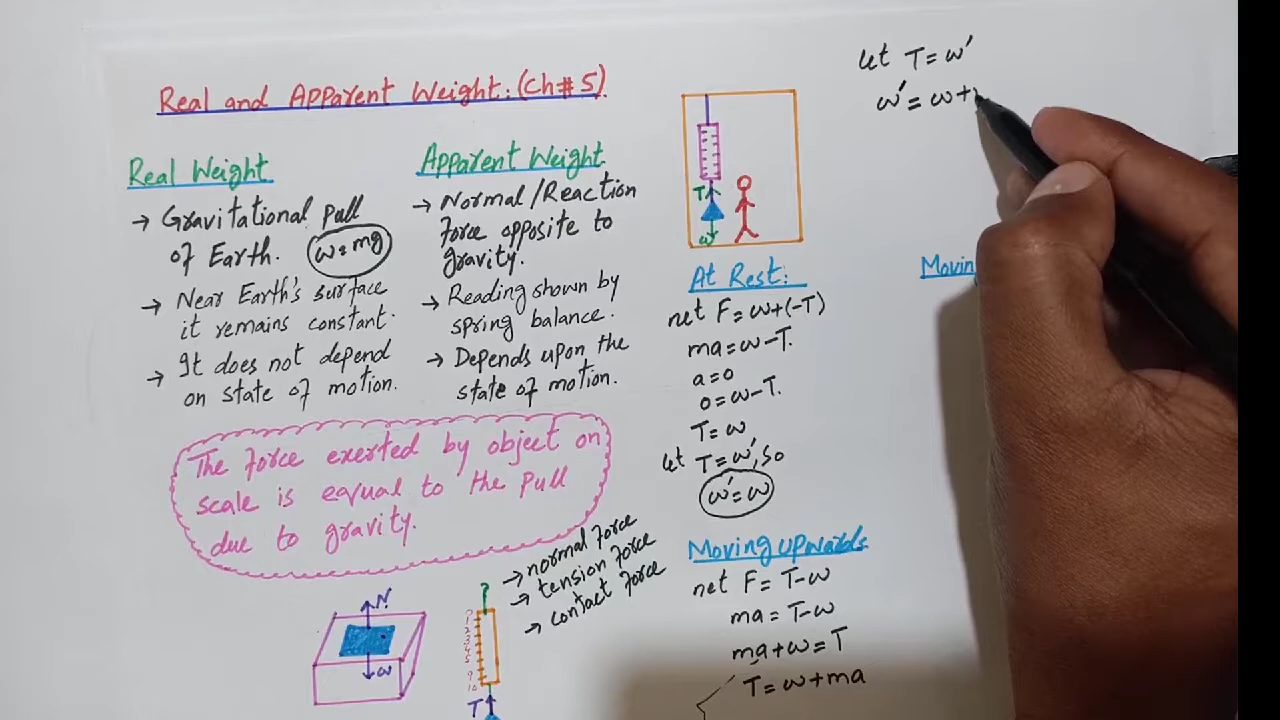 Real and Apparent Weight: (Ch# 5)
Real Weight
→ Gravitational pull
of Earth. w=mg
→ Near Earth's surface
it remains constant.
→ It does not depend
on state of motion.
Apparent Weight
→ Normal/Reaction
force opposite to
gravity.
→ Reading shown by
spring balance.
→ Depends upon the
state of motion.
The force exerted by object on
scale is equal to the pull
due to gravity.
N
w
→ normal force
→ tension force
→ contact force
T
T
w
At Rest:
net F = w+(-T)
ma = w-T.
a=0
0=w-T.
T=w
let T=w', so
w'=w
Moving upwards
net F= T-w
ma = T-w
ma+w = T
T = w+ma
let T=w'
w' = w+